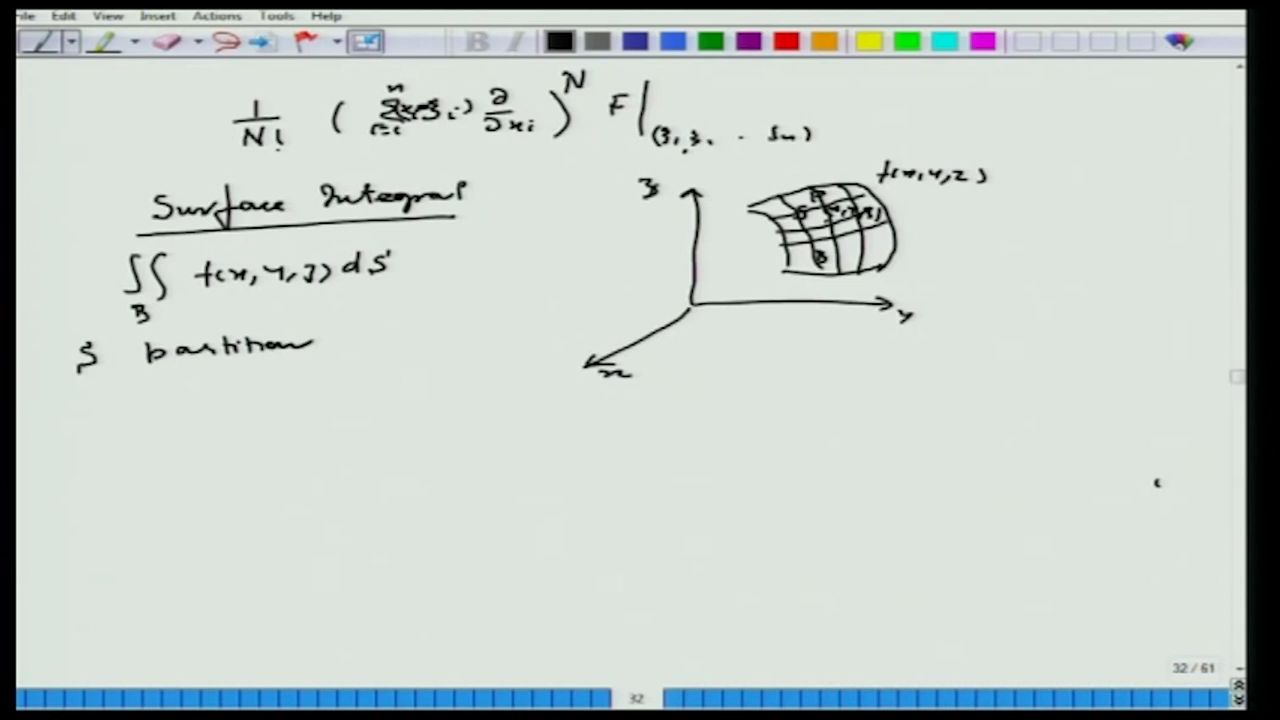 File Edit View Insert Actions Tools Help
B I
1/N! ( Σ ∂/∂xi )^N F |
f(x,y,z)
z
Surface Integral
∬ f(x,y,z) dS
S
y
S partition
x
32 / 61
32